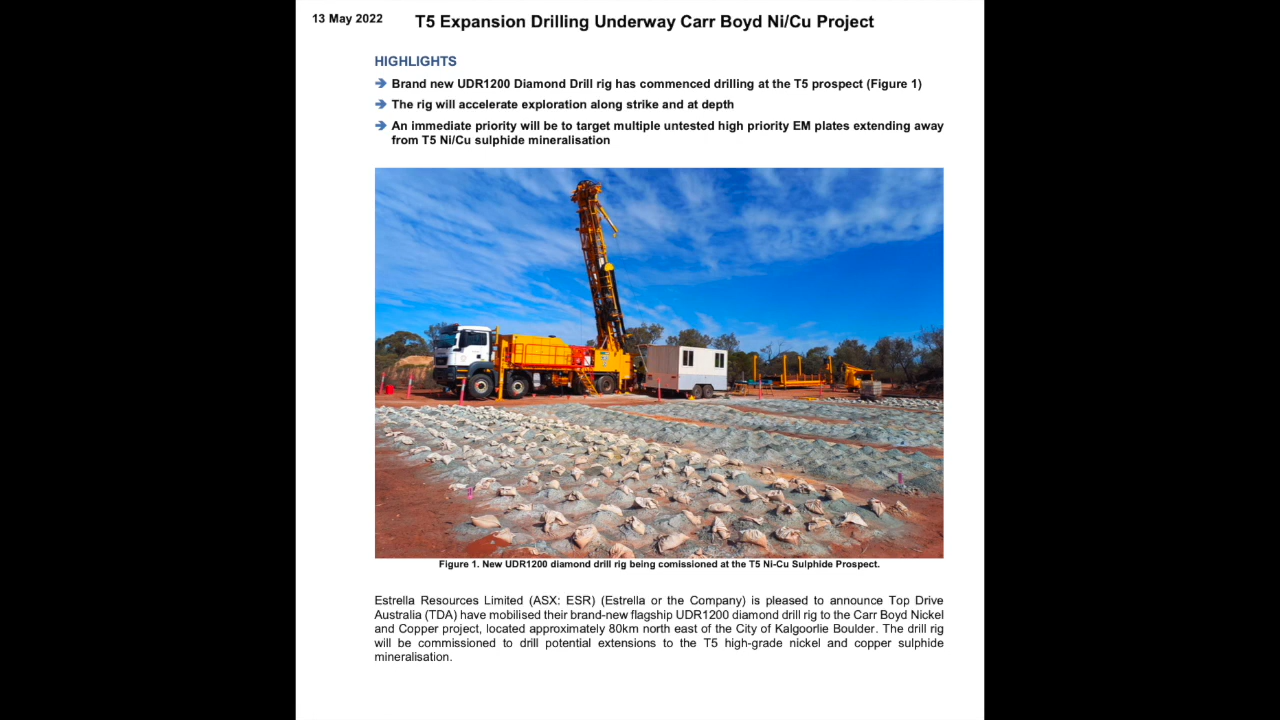 13 May 2022
T5 Expansion Drilling Underway Carr Boyd Ni/Cu Project
HIGHLIGHTS
Brand new UDR1200 Diamond Drill rig has commenced drilling at the T5 prospect (Figure 1)
The rig will accelerate exploration along strike and at depth
An immediate priority will be to target multiple untested high priority EM plates extending away
from T5 Ni/Cu sulphide mineralisation
Figure 1. New UDR1200 diamond drill rig being comissioned at the T5 Ni-Cu Sulphide Prospect.
Estrella Resources Limited (ASX: ESR) (Estrella or the Company) is pleased to announce Top Drive
Australia (TDA) have mobilised their brand-new flagship UDR1200 diamond drill rig to the Carr Boyd Nickel
and Copper project, located approximately 80km north east of the City of Kalgoorlie Boulder. The drill rig
will be commissioned to drill potential extensions to the T5 high-grade nickel and copper sulphide
mineralisation.